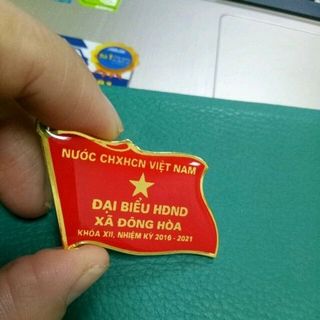 NƯỚC CHXHCN VIỆT NAM
ĐẠI BIỂU HĐND
XÃ ĐÔNG HÒA
KHÓA XII, NHIỆM KỲ 2016 - 2021